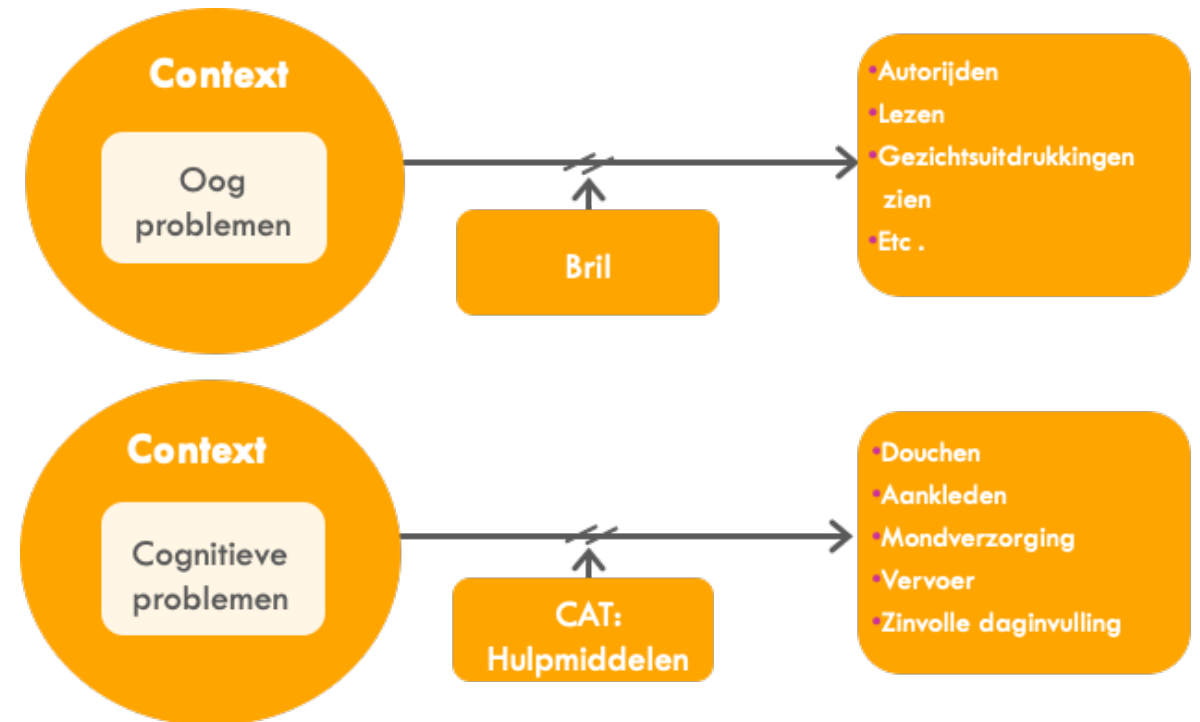 Context
Oog
problemen
Bril
•Autorijden
•Lezen
•Gezichtsuitdrukkingen
zien
•Etc .
Context
Cognitieve
problemen
CAT:
Hulpmiddelen
•Douchen
•Aankleden
•Mondverzorging
•Vervoer
•Zinvolle daginvulling